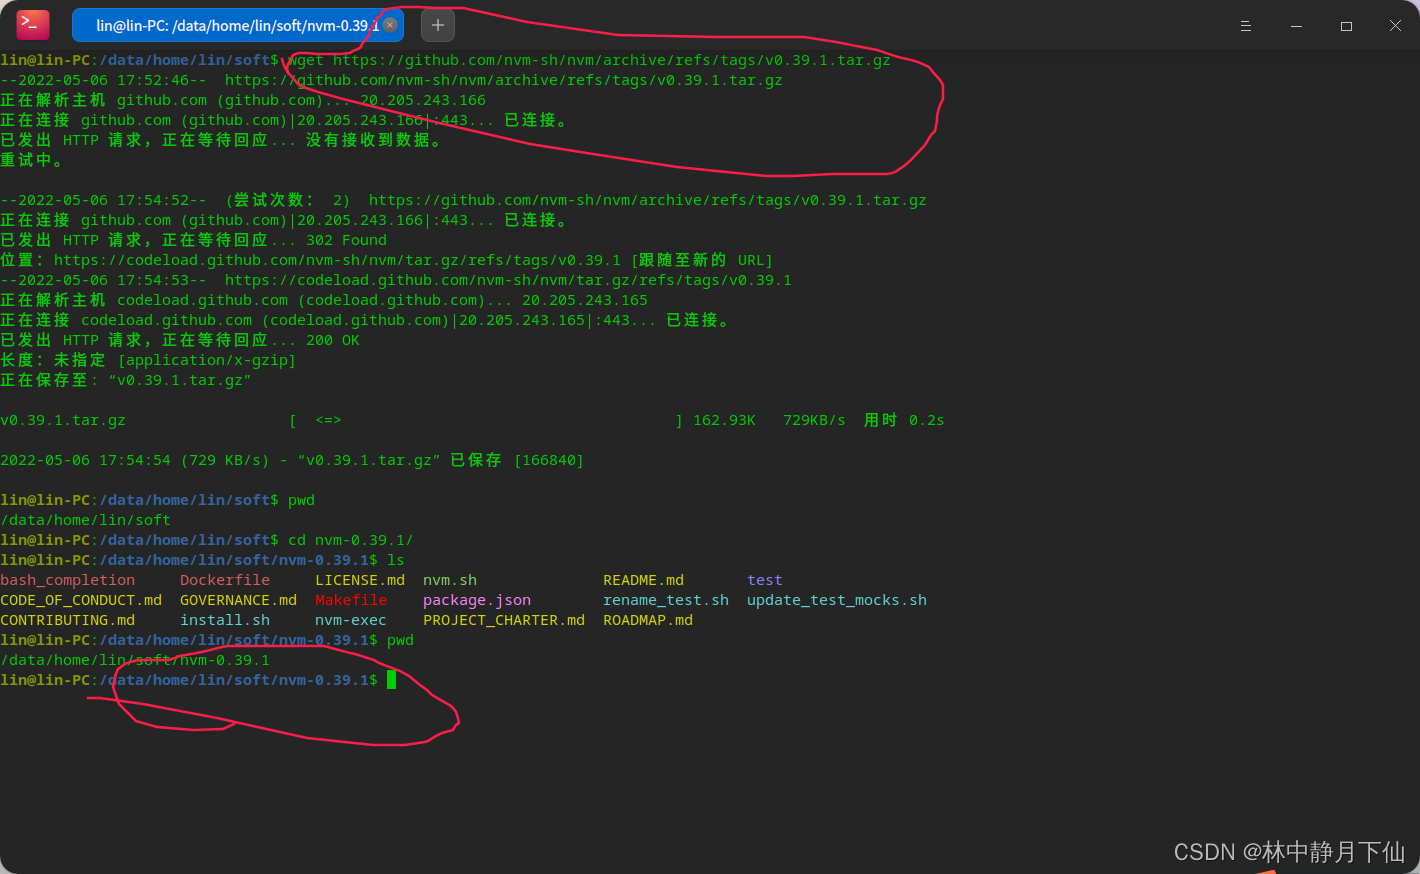 lin@lin-PC: /data/home/lin/soft/nvm-0.39.1
lin@lin-PC:/data/home/lin/soft$ wget https://github.com/nvm-sh/nvm/archive/refs/tags/v0.39.1.tar.gz
--2022-05-06 17:52:46--  https://github.com/nvm-sh/nvm/archive/refs/tags/v0.39.1.tar.gz
正在解析主机 github.com (github.com)... 20.205.243.166
正在连接 github.com (github.com)|20.205.243.166|:443... 已连接。
已发出 HTTP 请求，正在等待回应... 没有接收到数据。
重试中。
--2022-05-06 17:54:52--  (尝试次数： 2)  https://github.com/nvm-sh/nvm/archive/refs/tags/v0.39.1.tar.gz
正在连接 github.com (github.com)|20.205.243.166|:443... 已连接。
已发出 HTTP 请求，正在等待回应... 302 Found
位置：https://codeload.github.com/nvm-sh/nvm/tar.gz/refs/tags/v0.39.1 [跟随至新的 URL]
--2022-05-06 17:54:53--  https://codeload.github.com/nvm-sh/nvm/tar.gz/refs/tags/v0.39.1
正在解析主机 codeload.github.com (codeload.github.com)... 20.205.243.165
正在连接 codeload.github.com (codeload.github.com)|20.205.243.165|:443... 已连接。
已发出 HTTP 请求，正在等待回应... 200 OK
长度：未指定 [application/x-gzip]
正在保存至: “v0.39.1.tar.gz”
v0.39.1.tar.gz                  [  <=>                                     ] 162.93K   729KB/s  用时 0.2s
2022-05-06 17:54:54 (729 KB/s) - “v0.39.1.tar.gz” 已保存 [166840]
lin@lin-PC:/data/home/lin/soft$ pwd
/data/home/lin/soft
lin@lin-PC:/data/home/lin/soft$ cd nvm-0.39.1/
lin@lin-PC:/data/home/lin/soft/nvm-0.39.1$ ls
bash_completion     Dockerfile     LICENSE.md  nvm.sh              README.md       test
CODE_OF_CONDUCT.md  GOVERNANCE.md  Makefile    package.json        rename_test.sh  update_test_mocks.sh
CONTRIBUTING.md     install.sh     nvm-exec    PROJECT_CHARTER.md  ROADMAP.md
lin@lin-PC:/data/home/lin/soft/nvm-0.39.1$ pwd
/data/home/lin/soft/nvm-0.39.1
lin@lin-PC:/data/home/lin/soft/nvm-0.39.1$
CSDN @林中静月下仙